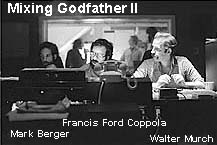 Mixing Godfather II
Francis Ford Coppola
Mark Berger
Walter Murch